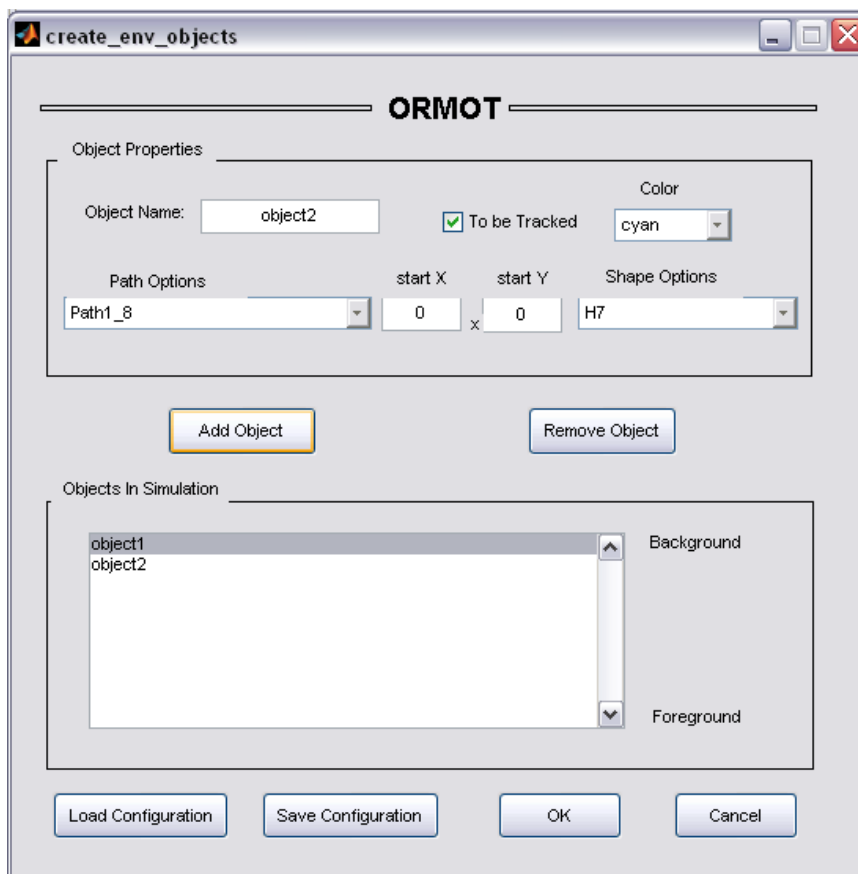 create_env_objects
ORMOT
Object Properties
Color
Object Name:
object2
To be Tracked
cyan
Path Options
start X
start Y
Shape Options
Path1_8
0
x
0
H7
Add Object
Remove Object
Objects In Simulation
object1
Background
object2
Foreground
Load Configuration
Save Configuration
OK
Cancel